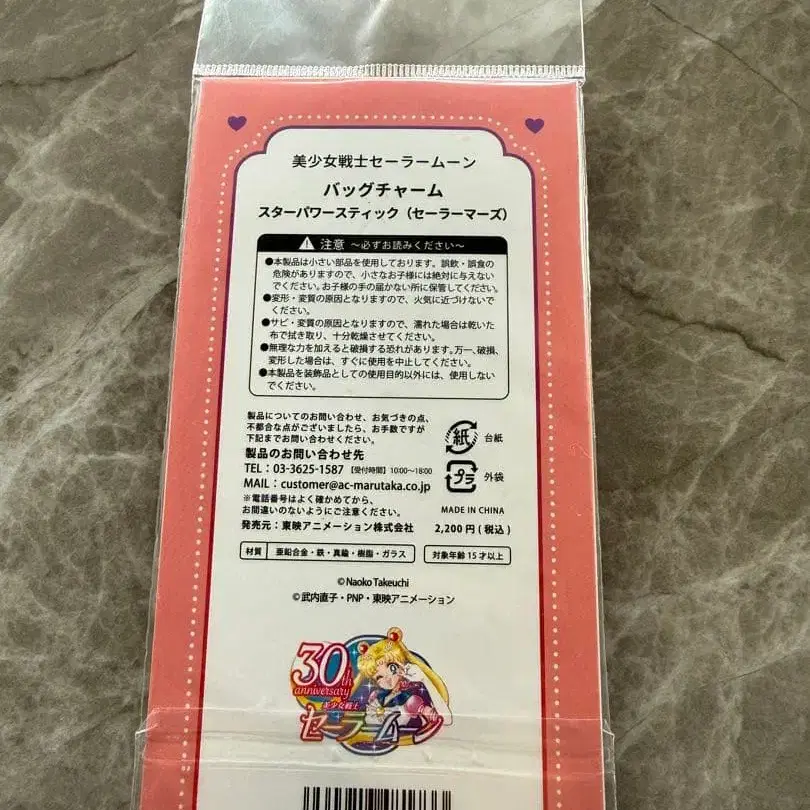 美少女戦士セーラームーン
バッグチャーム
スターパワースティック（セーラーマーズ）
注意 ～必ずお読みください～
●本製品は小さい部品を使用しております。誤飲・誤食の
危険がありますので、小さなお子様には絶対に与えない
でください。お子様の手の届かない所に保管してください。
●変形・変質の原因となりますので、火気に近づけないで
ください。
●サビ・変質の原因となりますので、濡れた場合は乾いた
布で拭き取り、十分乾燥させてください。
●無理な力を加えると破損する恐れがあります。万一、破損、
変形した場合は、すぐに使用を中止してください。
●本製品を装飾品としての使用目的以外には、使用しない
でください。
製品についてのお問い合わせ、お気づきの点、
不都合な点がございましたら、お手数ですが
下記までお問い合わせください。
製品のお問い合わせ先
TEL：03-3625-1587【受付時間】10:00～18:00
MAIL：customer@ac-marutaka.co.jp
※電話番号はよく確かめてから、
お間違いのないようにご注意ください。
発売元：東映アニメーション株式会社
紙 台紙
プラ 外袋
MADE IN CHINA
2,200円(税込)
材質 亜鉛合金・鉄・真鍮・樹脂・ガラス
対象年齢15才以上
©Naoko Takeuchi
©武内直子・PNP・東映アニメーション
30th
anniversary
美少女戦士
セーラームーン